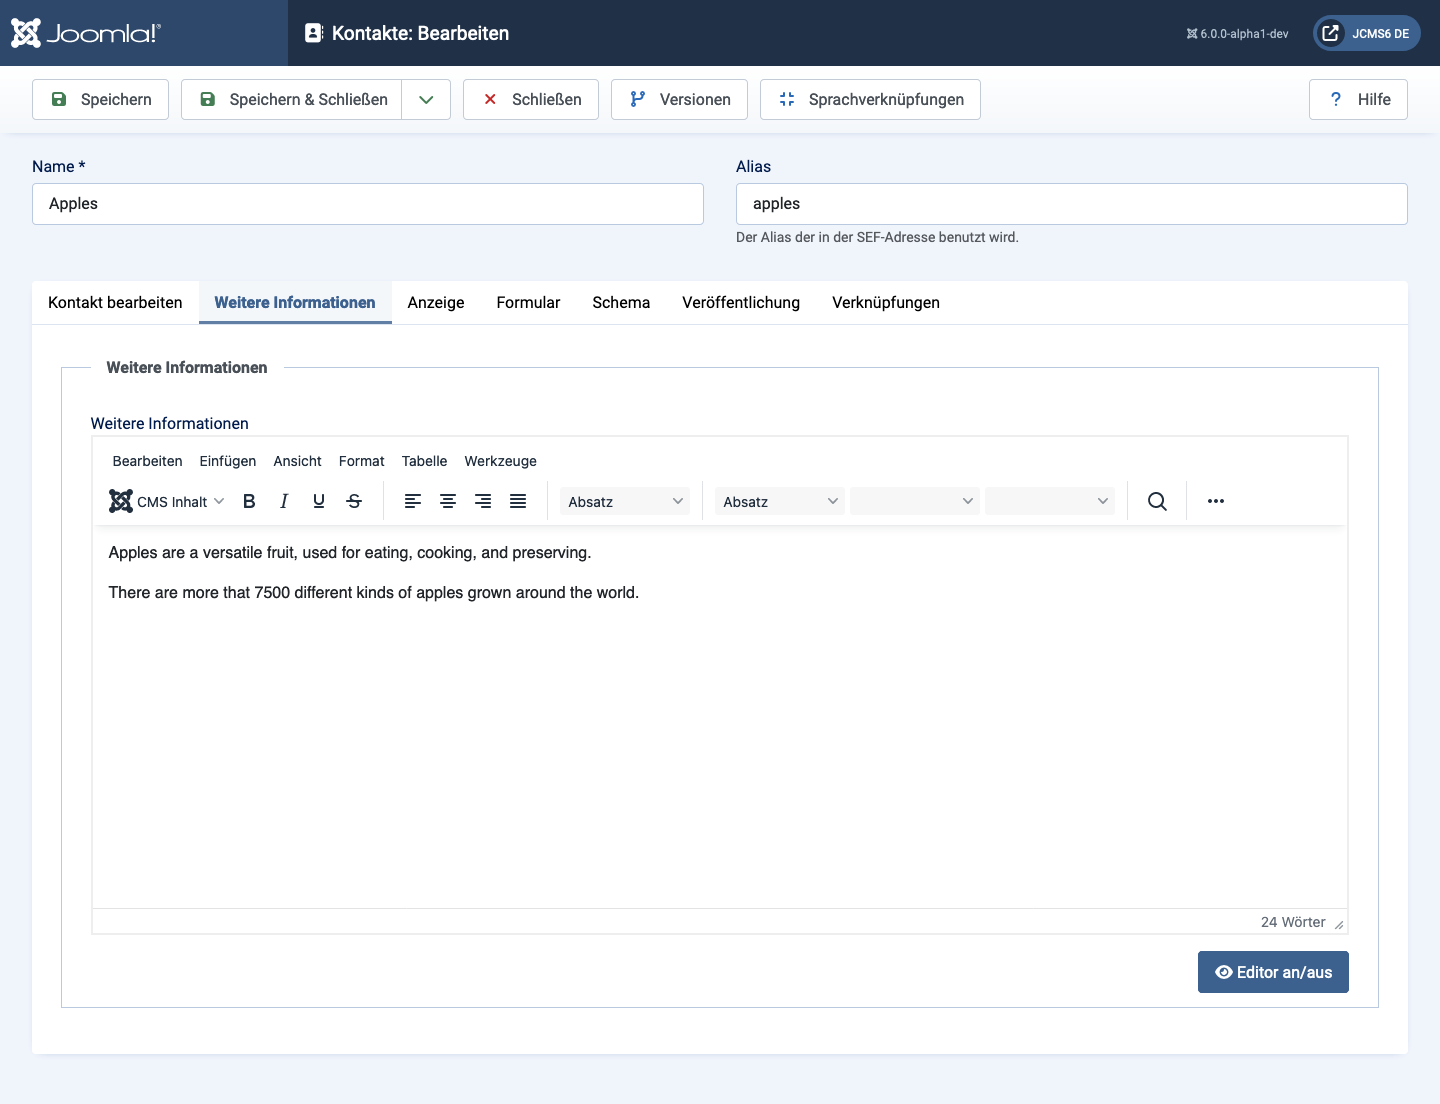 Joomla!®
Kontakte: Bearbeiten
6.0.0-alpha1-dev
JCMS6 DE
Speichern
Speichern & Schließen
Schließen
Versionen
Sprachverknüpfungen
Hilfe
Name *
Alias
Apples
apples
Der Alias der in der SEF-Adresse benutzt wird.
Kontakt bearbeiten
Weitere Informationen
Anzeige
Formular
Schema
Veröffentlichung
Verknüpfungen
Weitere Informationen
Weitere Informationen
Bearbeiten
Einfügen
Ansicht
Format
Tabelle
Werkzeuge
CMS Inhalt
B
I
U
S
Absatz
Absatz
Apples are a versatile fruit, used for eating, cooking, and preserving.
There are more that 7500 different kinds of apples grown around the world.
24 Wörter
Editor an/aus